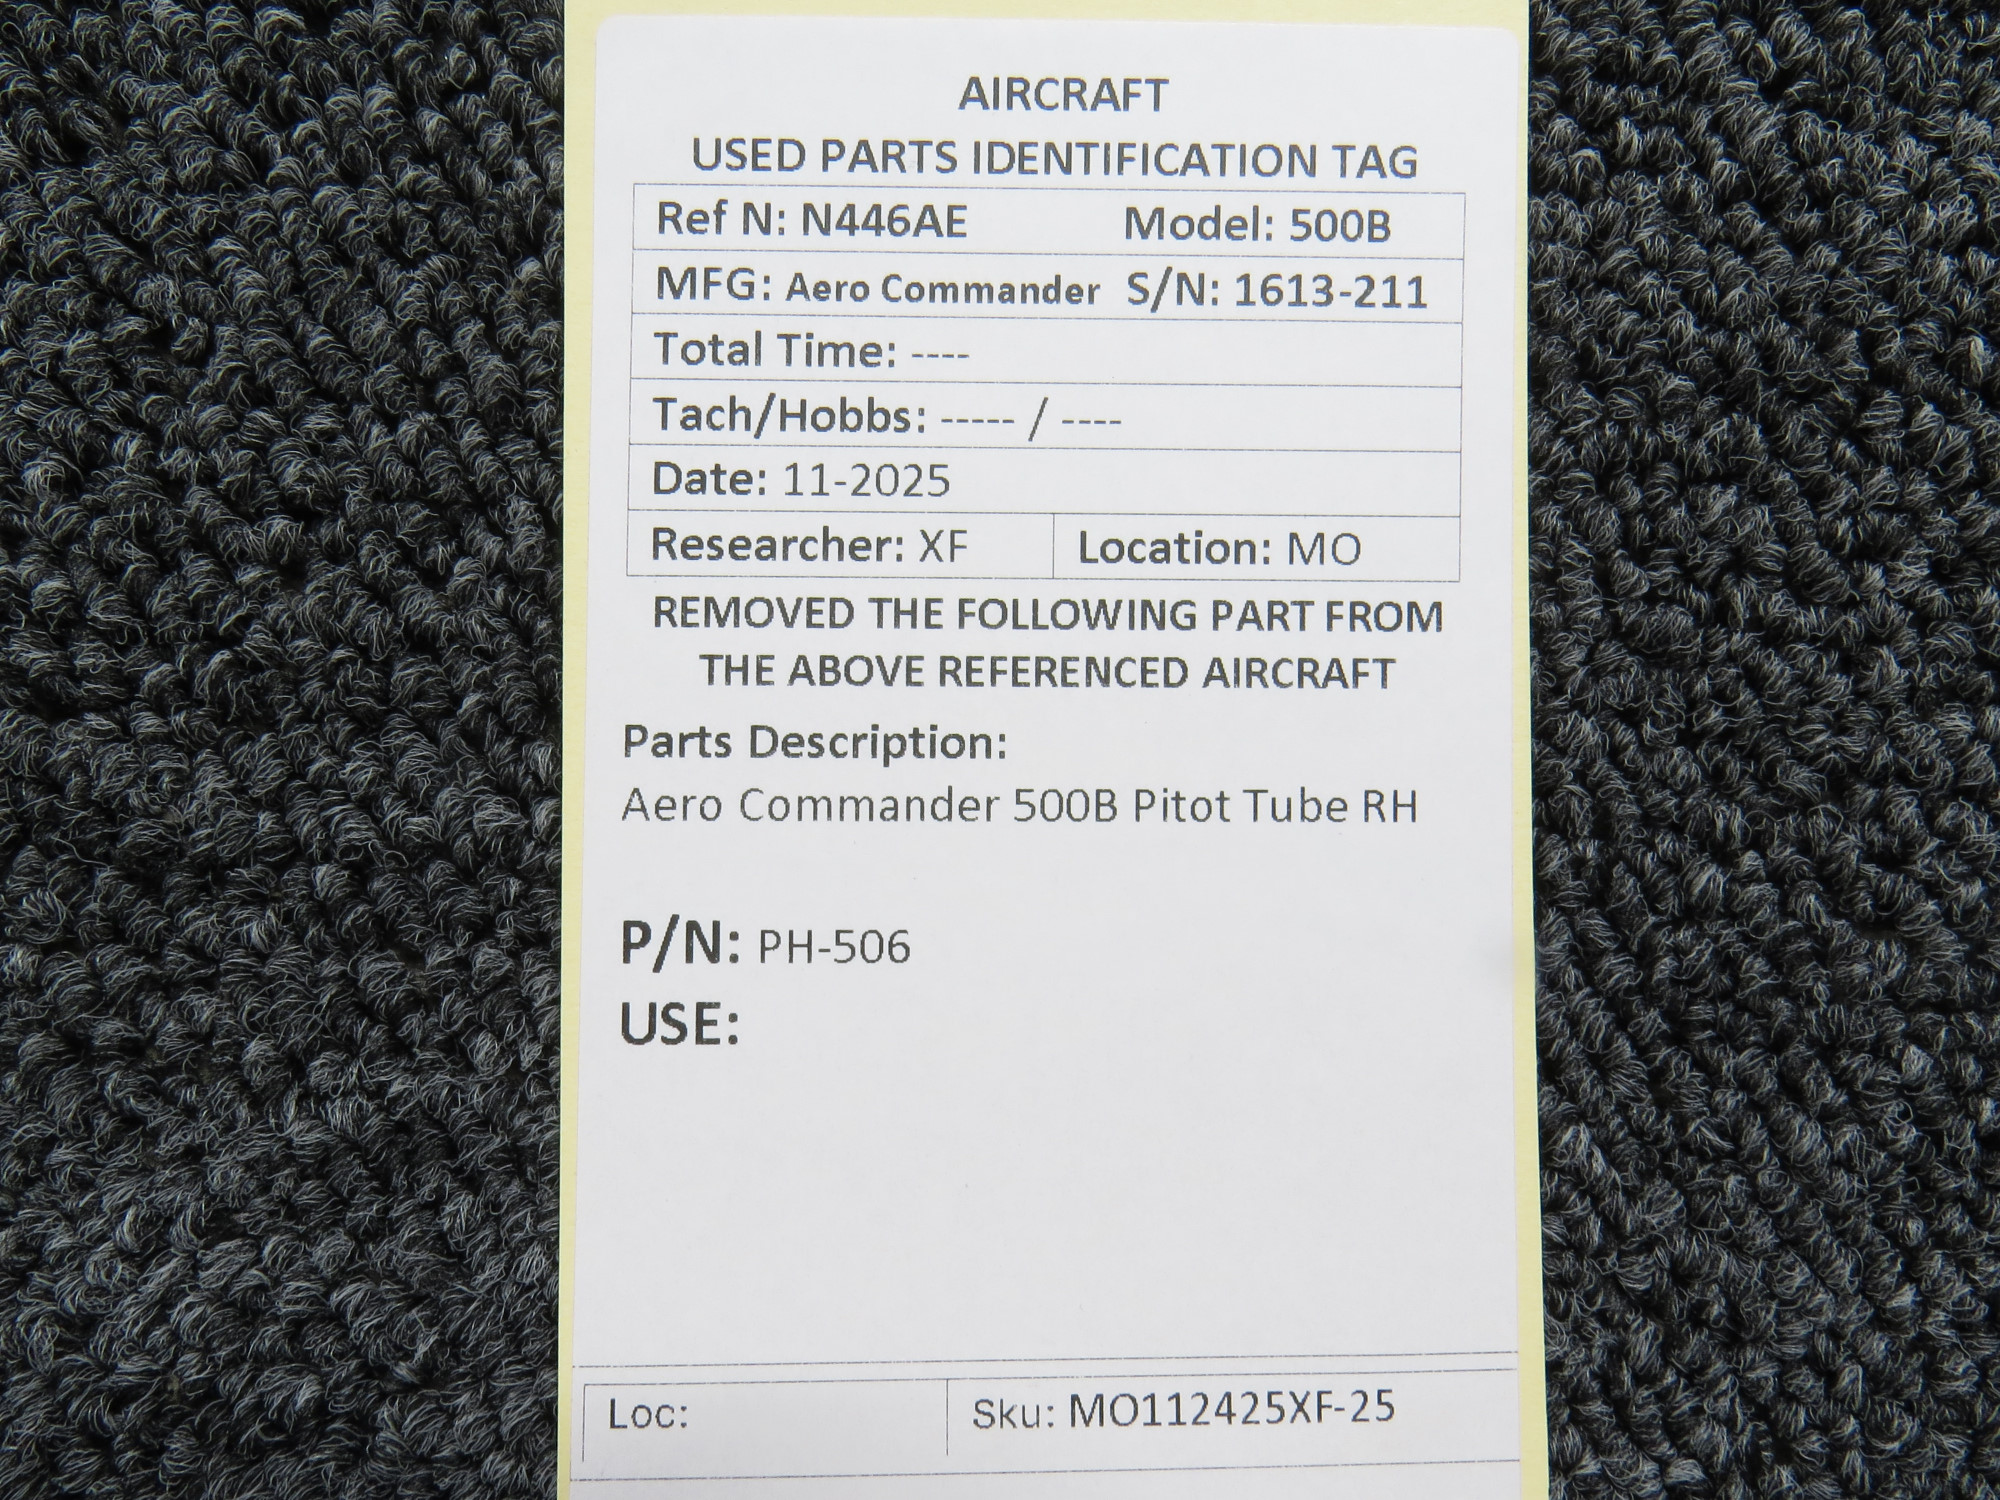 AIRCRAFT
USED PARTS IDENTIFICATION TAG
Ref N: N446AE Model: 500B
MFG: Aero Commander S/N: 1613-211
Total Time: ----
Tach/Hobbs: ----- / ----
Date: 11-2025
Researcher: XF Location: MO
REMOVED THE FOLLOWING PART FROM
THE ABOVE REFERENCED AIRCRAFT
Parts Description:
Aero Commander 500B Pitot Tube RH
P/N: PH-506
USE:
Loc: Sku: MO112425XF-25